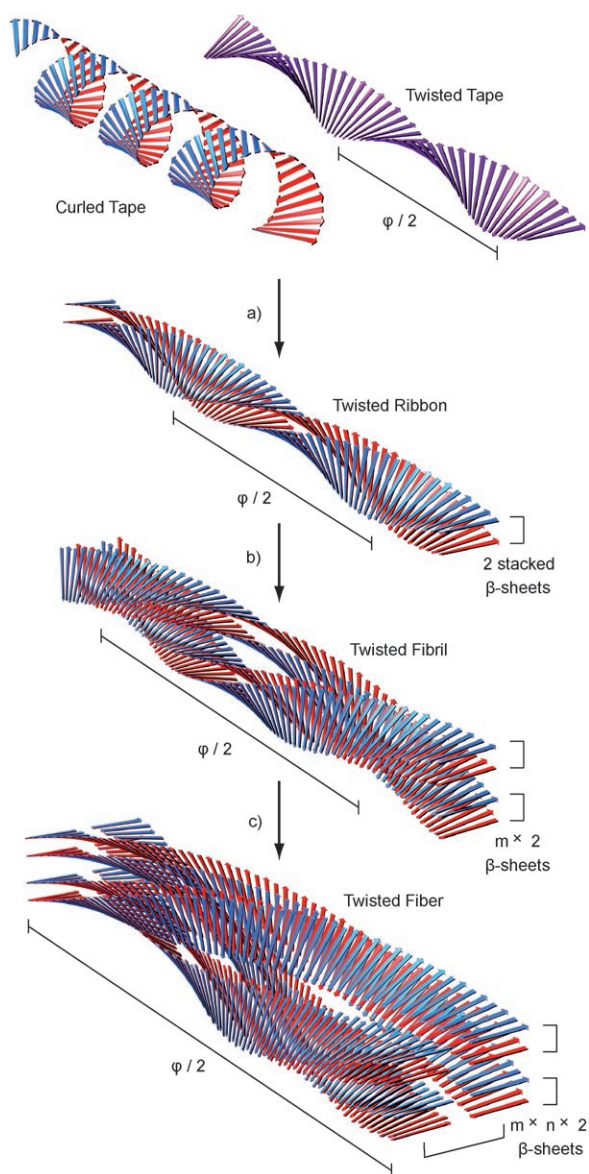 Twisted Tape
Curled Tape
φ / 2
a)
Twisted Ribbon
φ / 2
2 stacked
β-sheets
b)
Twisted Fibril
φ / 2
m × 2
β-sheets
c)
Twisted Fiber
φ / 2
m × n × 2
β-sheets